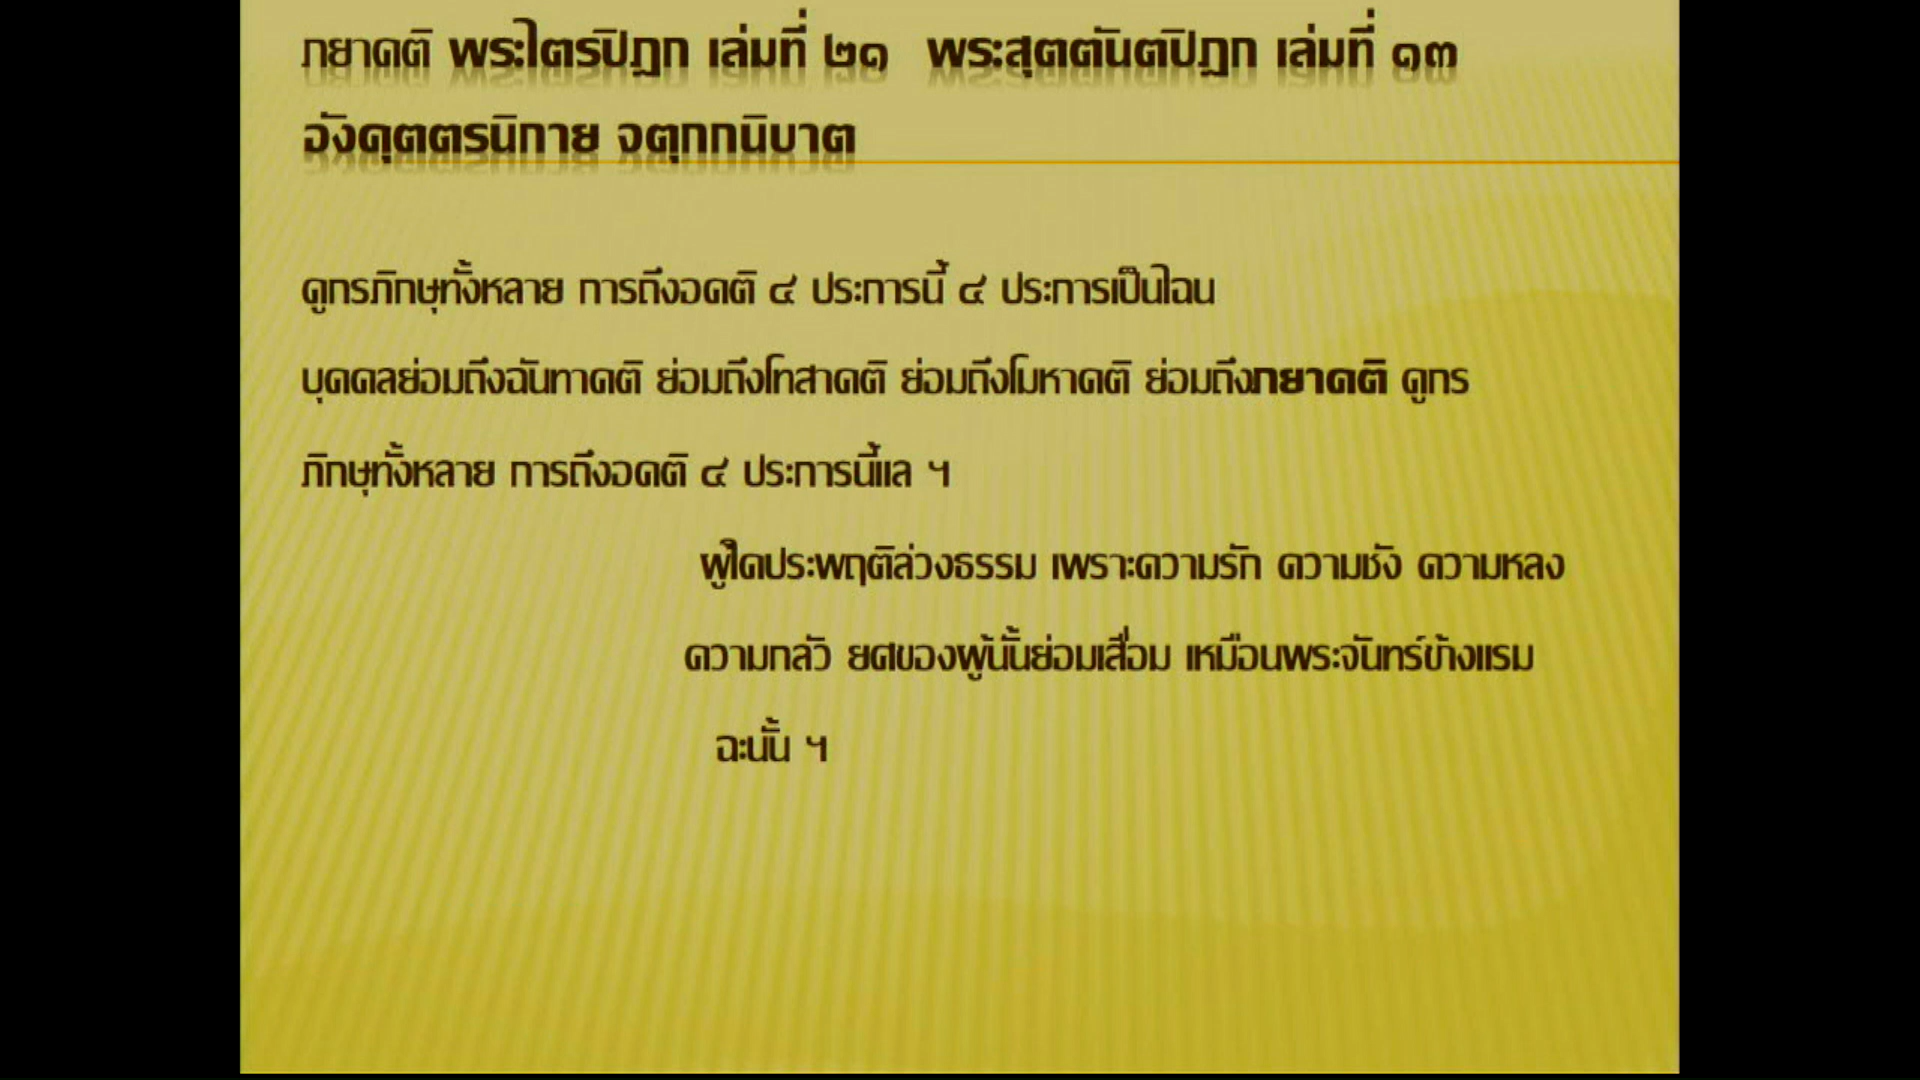 ภยาคติ พระไตรปิฎก เล่มที่ ๒๑ พระสุตตันตปิฎก เล่มที่ ๑๓
อังคุตตรนิกาย จตุกกนิบาต
ดูกรภิกษุทั้งหลาย การถึงอคติ ๔ ประการนี้ ๔ ประการเป็นไฉน
บุคคลย่อมถึงฉันทาคติ ย่อมถึงโทสาคติ ย่อมถึงโมหาคติ ย่อมถึงภยาคติ ดูกร
ภิกษุทั้งหลาย การถึงอคติ ๔ ประการนี้แล ฯ
ผู้ใดประพฤติล่วงธรรม เพราะความรัก ความชัง ความหลง
ความกลัว ยศของผู้นั้นย่อมเสื่อม เหมือนพระจันทร์ข้างแรม
ฉะนั้น ฯ